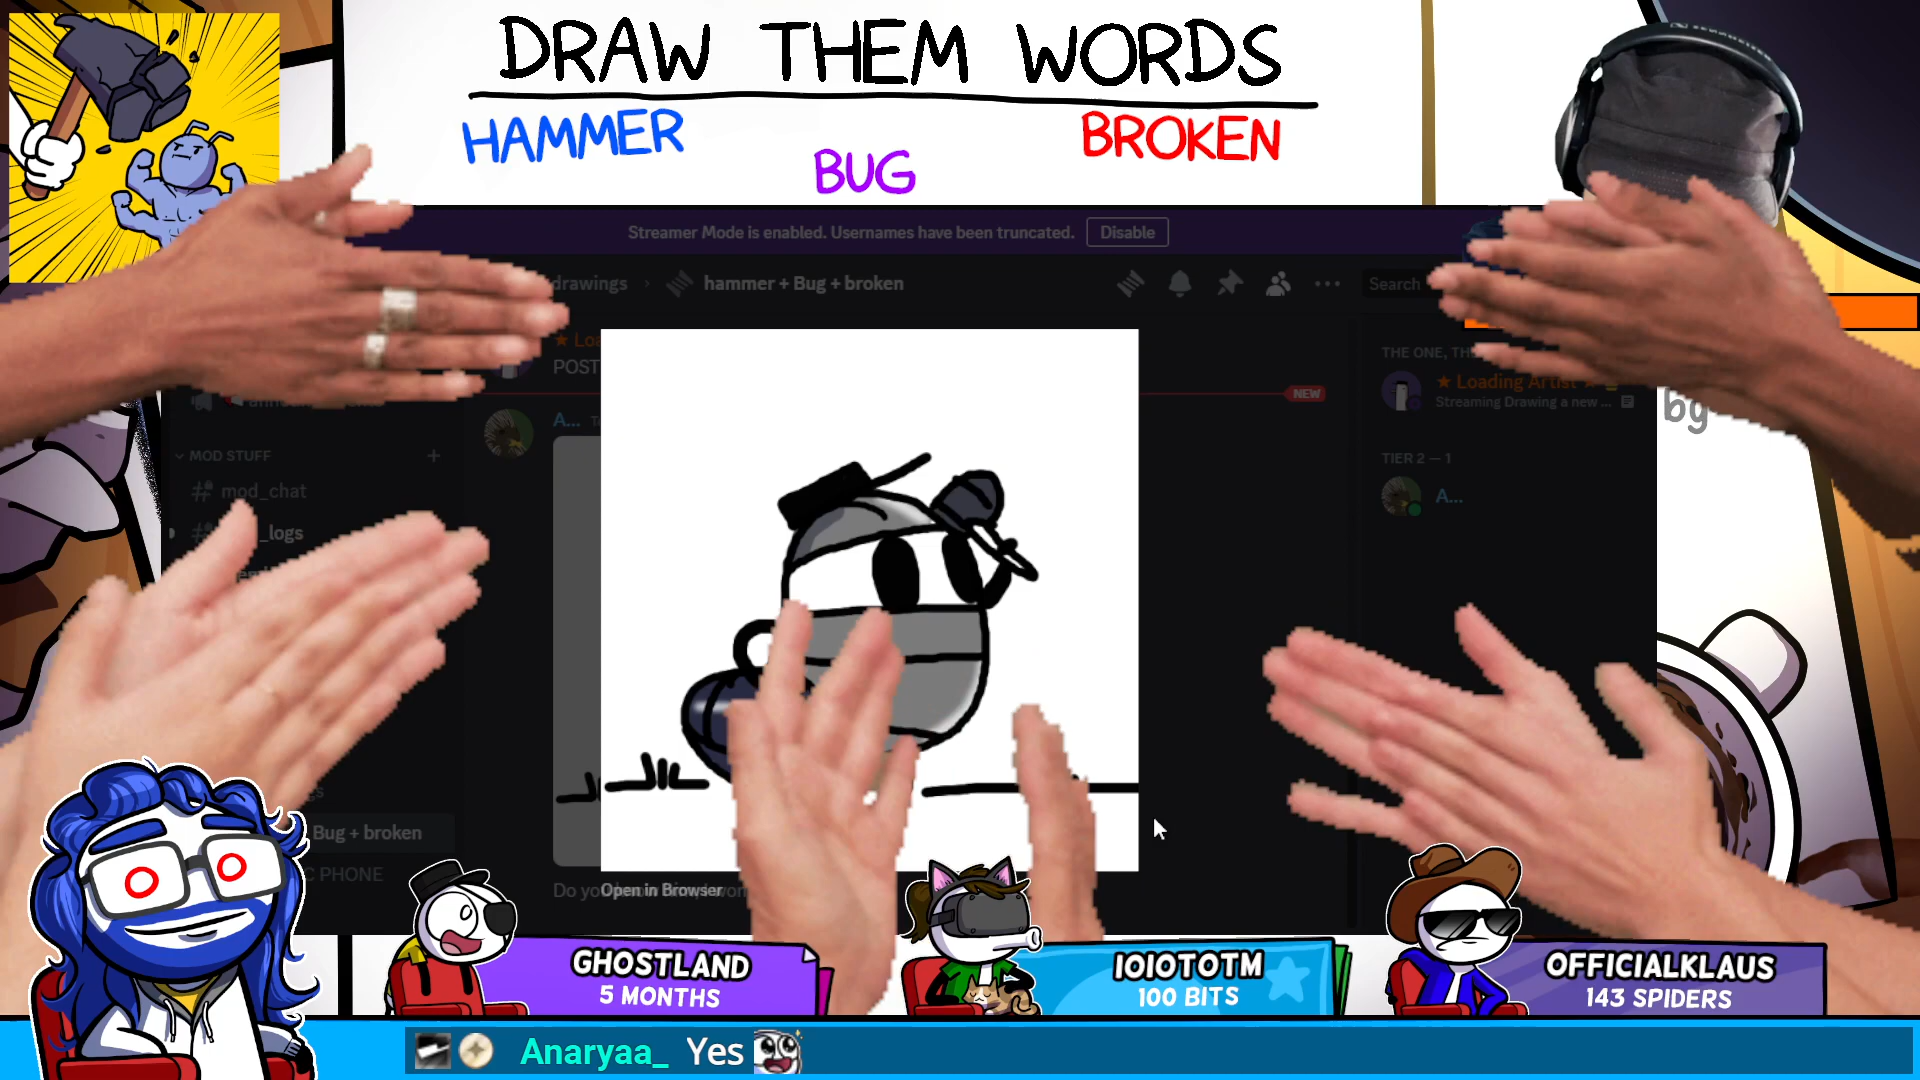 DRAW THEM WORDS
HAMMER
BUG
BROKEN
Streamer Mode is enabled. Usernames have been truncated.
Disable
drawings › hammer + Bug + broken
Search
POST
NEW
A...
MOD STUFF
mod_chat
_logs
Bug + broken
C PHONE
Open in Browser
THE ONE, TH
★ Loading Artist
Streaming Drawing a new ...
TIER 2 — 1
A...
by
GHOSTLAND
5 MONTHS
IOIOTOTM
100 BITS
OFFICIALKLAUS
143 SPIDERS
Anaryaa_ Yes